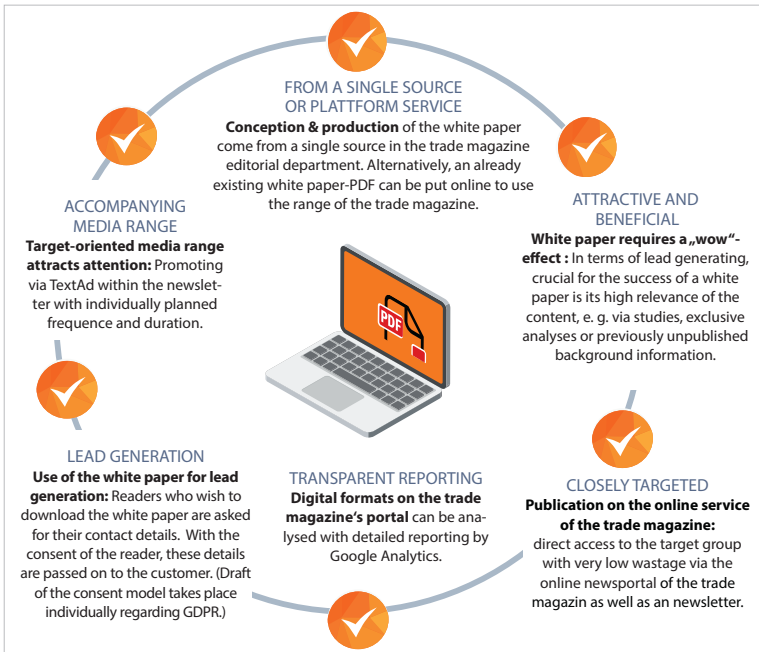 FROM A SINGLE SOURCE
OR PLATTFORM SERVICE
Conception & production of the white paper
come from a single source in the trade magazine
editorial department. Alternatively, an already
existing white paper-PDF can be put online to use
the range of the trade magazine.
ATTRACTIVE AND
BENEFICIAL
White paper requires a „wow“-
effect : In terms of lead generating,
crucial for the success of a white
paper is its high relevance of the
content, e. g. via studies, exclusive
analyses or previously unpublished
background information.
ACCOMPANYING
MEDIA RANGE
Target-oriented media range
attracts attention: Promoting
via TextAd within the newslet-
ter with individually planned
frequence and duration.
PDF
LEAD GENERATION
Use of the white paper for lead
generation: Readers who wish to
download the white paper are asked
for their contact details. With the
consent of the reader, these details
are passed on to the customer. (Draft
of the consent model takes place
individually regarding GDPR.)
TRANSPARENT REPORTING
Digital formats on the trade
magazine‘s portal can be ana-
lysed with detailed reporting by
Google Analytics.
CLOSELY TARGETED
Publication on the online service
of the trade magazine:
direct access to the target group
with very low wastage via the
online newsportal of the trade
magazin as well as an newsletter.